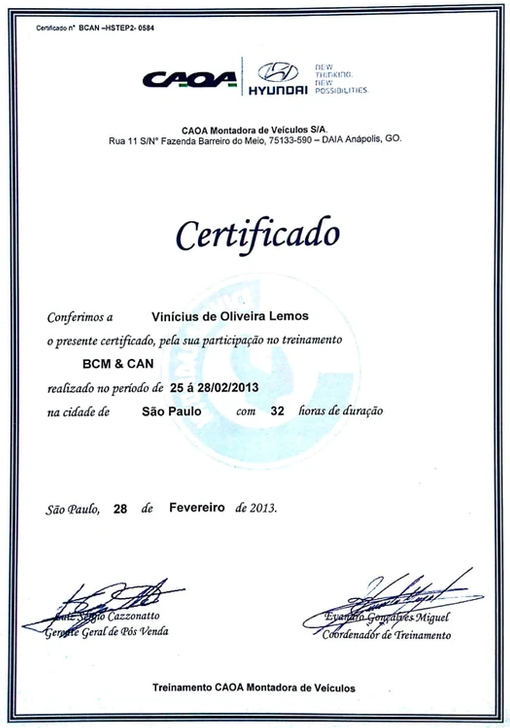 Certificado nº BCAN –HSTEP2- 0584
CAOA
HYUNDAI
NEW
THINKING.
NEW
POSSIBILITIES.
CAOA Montadora de Veículos S/A.
Rua 11 S/Nº Fazenda Barreiro do Meio, 75133-590 – DAIA Anápolis, GO.
Certificado
Conferimos a Vinícius de Oliveira Lemos
o presente certificado, pela sua participação no treinamento
BCM & CAN
realizado no período de 25 á 28/02/2013
na cidade de São Paulo com 32 horas de duração
São Paulo, 28 de Fevereiro de 2013.
Luiz Sérgio Cazzonatto
Gerente Geral de Pós Venda
Evandro Gonçalves Miguel
Coordenador de Treinamento
Treinamento CAOA Montadora de Veículos